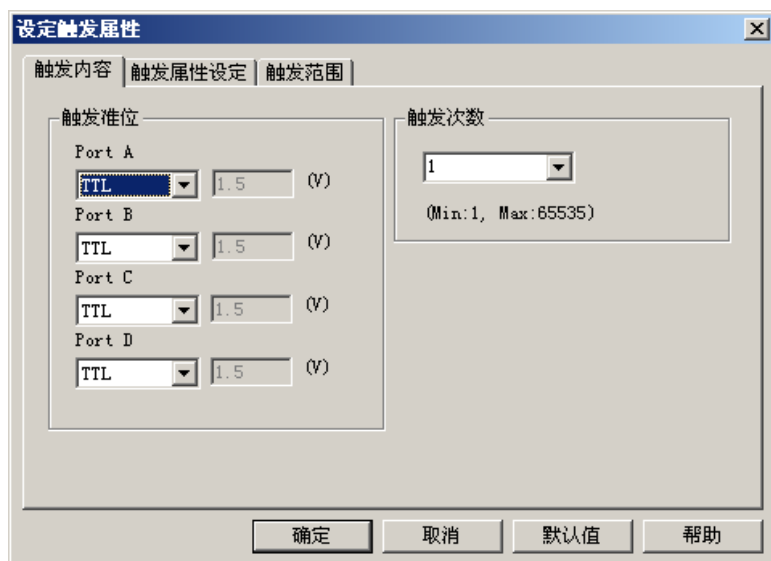 设定触发属性
触发内容 触发属性设定 触发范围
触发准位
Port A
TTL 1.5 (V)
Port B
TTL 1.5 (V)
Port C
TTL 1.5 (V)
Port D
TTL 1.5 (V)
触发次数
1
(Min:1, Max:65535)
确定 取消 默认值 帮助